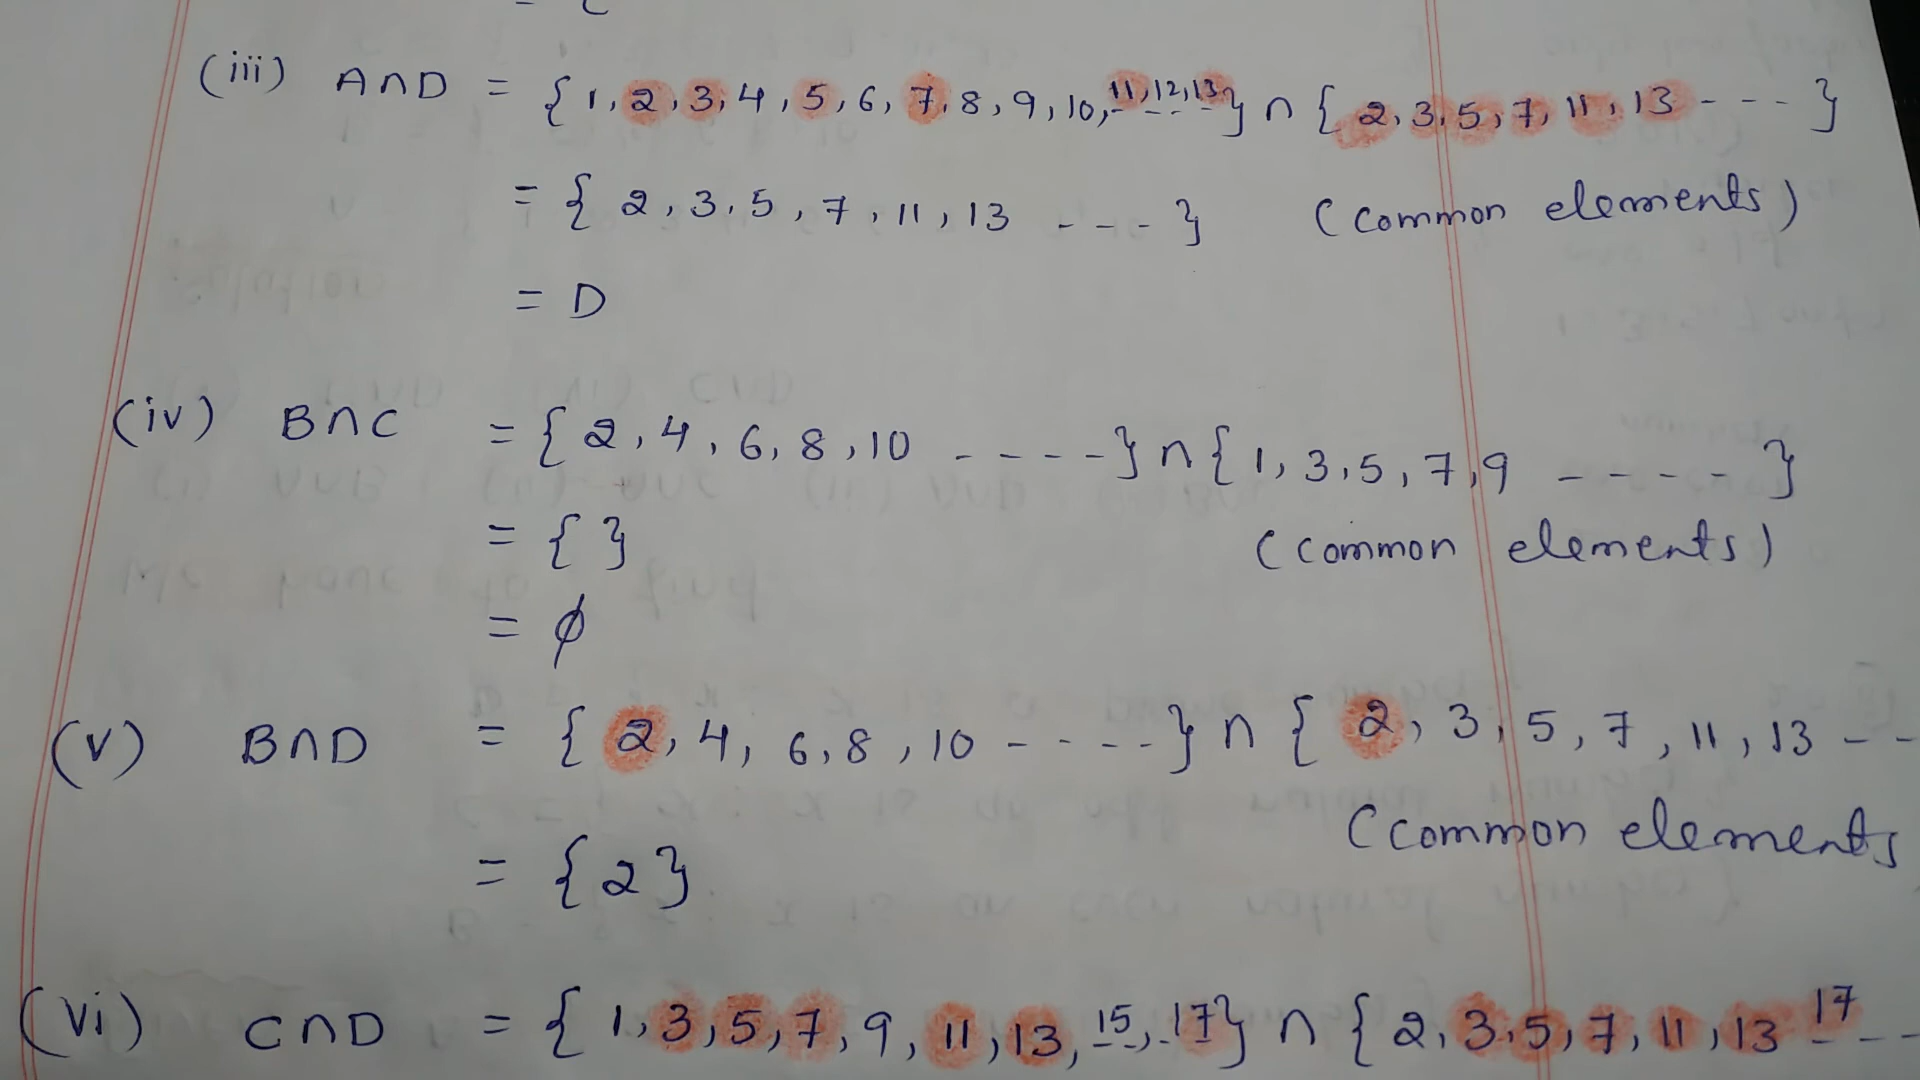 (iii) A∩D = {1, 2, 3, 4, 5, 6, 7, 8, 9, 10, 11, 12, 13---} ∩ {2, 3, 5, 7, 11, 13 ---}
= {2, 3, 5, 7, 11, 13 ---} (common elements)
= D
(iv) B∩C = {2, 4, 6, 8, 10 ----} ∩ {1, 3, 5, 7, 9 ----}
= { } (common elements)
= ϕ
(v) B∩D = {2, 4, 6, 8, 10 ----} ∩ {2, 3, 5, 7, 11, 13 --
(common elements
= {2}
(vi) C∩D = {1, 3, 5, 7, 9, 11, 13, 15, 17} ∩ {2, 3, 5, 7, 11, 13 17 --